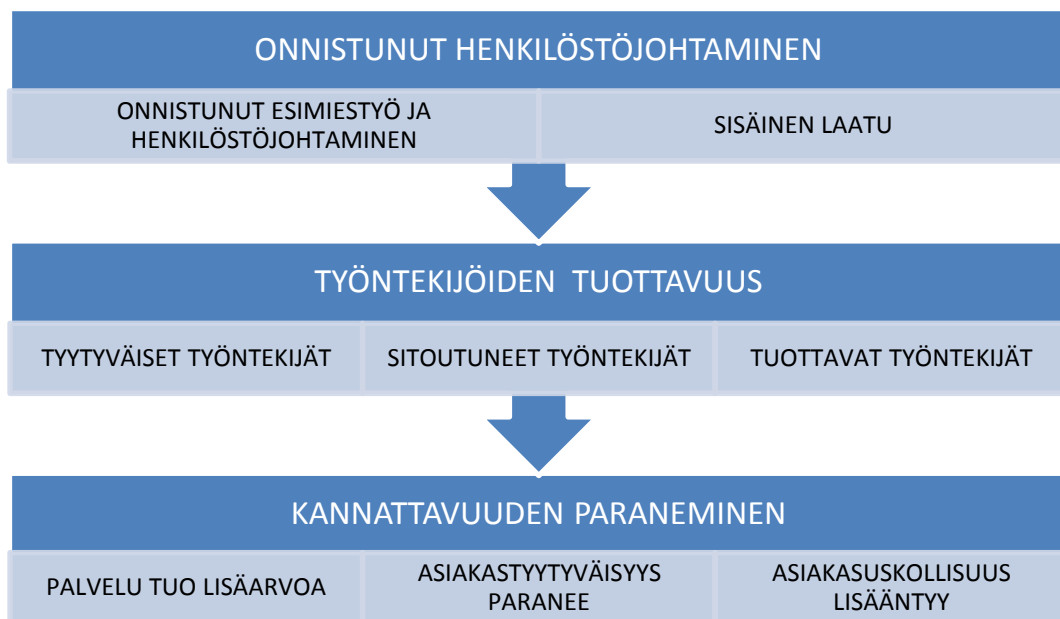 ONNISTUNUT HENKILÖSTÖJOHTAMINEN
ONNISTUNUT ESIMIESTYÖ JA
HENKILÖSTÖJOHTAMINEN
SISÄINEN LAATU
TYÖNTEKIJÖIDEN TUOTTAVUUS
TYYTYVÄISET TYÖNTEKIJÄT
SITOUTUNEET TYÖNTEKIJÄT
TUOTTAVAT TYÖNTEKIJÄT
KANNATTAVUUDEN PARANEMINEN
PALVELU TUO LISÄARVOA
ASIAKASTYYTYVÄISYYS
PARANEE
ASIAKASUSKOLLISUUS
LISÄÄNTYY